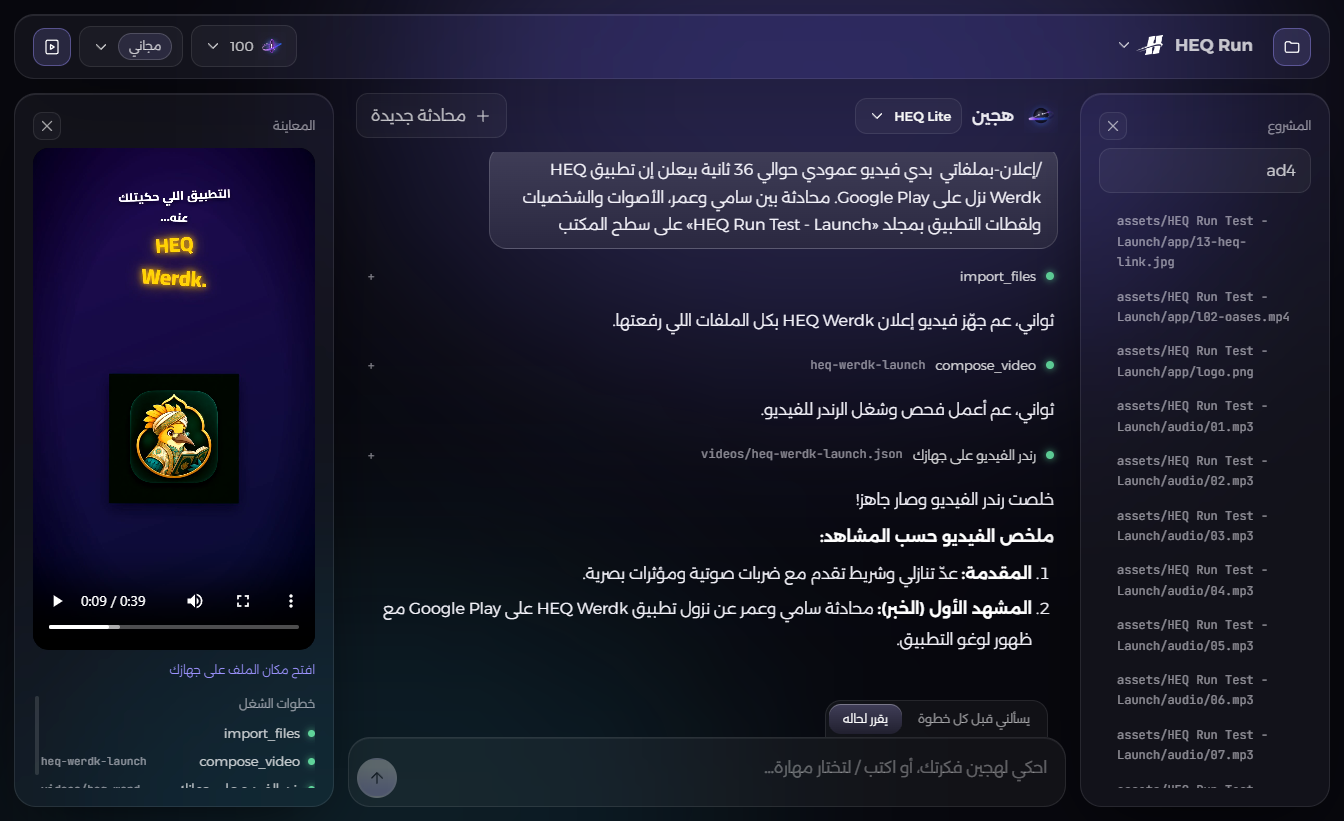 HEQ Run
100
مجاني
المشروع
ad4
assets/HEQ Run Test -
Launch/app/13-heq-
link.jpg
assets/HEQ Run Test -
Launch/app/l02-oases.mp4
assets/HEQ Run Test -
Launch/app/logo.png
assets/HEQ Run Test -
Launch/audio/01.mp3
assets/HEQ Run Test -
Launch/audio/02.mp3
assets/HEQ Run Test -
Launch/audio/03.mp3
assets/HEQ Run Test -
Launch/audio/04.mp3
assets/HEQ Run Test -
Launch/audio/05.mp3
assets/HEQ Run Test -
Launch/audio/06.mp3
assets/HEQ Run Test -
Launch/audio/07.mp3
هجين
HEQ Lite
+ محادثة جديدة
/إعلان-بملفاتي بدي فيديو عمودي حوالي 36 ثانية بيعلن إن تطبيق HEQ
Werdk نزل على Google Play. محادثة بين سامي وعمر، الأصوات والشخصيات
ولقطات التطبيق بمجلد «HEQ Run Test - Launch» على سطح المكتب
import_files +
ثواني، عم جهّز فيديو إعلان HEQ Werdk بكل الملفات اللي رفعتها.
compose_video heq-werdk-launch +
ثواني، عم أعمل فحص وشغل الرندر للفيديو.
رندر الفيديو على جهازك videos/heq-werdk-launch.json +
خلصت رندر الفيديو وصار جاهز!
ملخص الفيديو حسب المشاهد:
1. المقدمة: عدّ تنازلي وشريط تقدم مع ضربات صوتية ومؤثرات بصرية.
2. المشهد الأول (الخبر): محادثة سامي وعمر عن نزول تطبيق HEQ Werdk على Google Play مع
ظهور لوغو التطبيق.
يسألني قبل كل خطوة
يقرر لحاله
احكي لهجين فكرتك، أو اكتب / لتختار مهارة...
المعاينة
التطبيق اللي حكيتلك
عنه...
HEQ
Werdk.
0:09 / 0:39
افتح مكان الملف على جهازك
خطوات الشغل
import_files
compose_video heq-werdk-launch